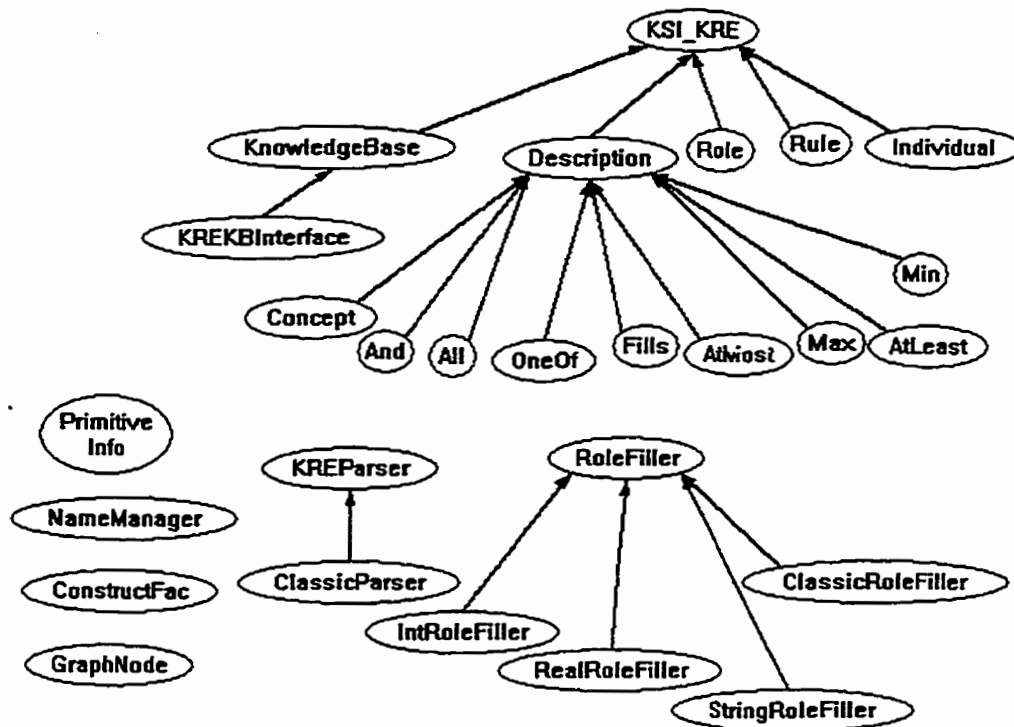 KSI_KRE
KnowledgeBase
Description
Role
Rule
Individual
KREKBInterface
Min
Concept
And
All
OneOf
Fills
AtMost
Max
AtLeast
Primitive
Info
KREParser
RoleFiller
NameManager
ClassicParser
ClassicRoleFiller
ConstructFac
IntRoleFiller
GraphNode
RealRoleFiller
StringRoleFiller